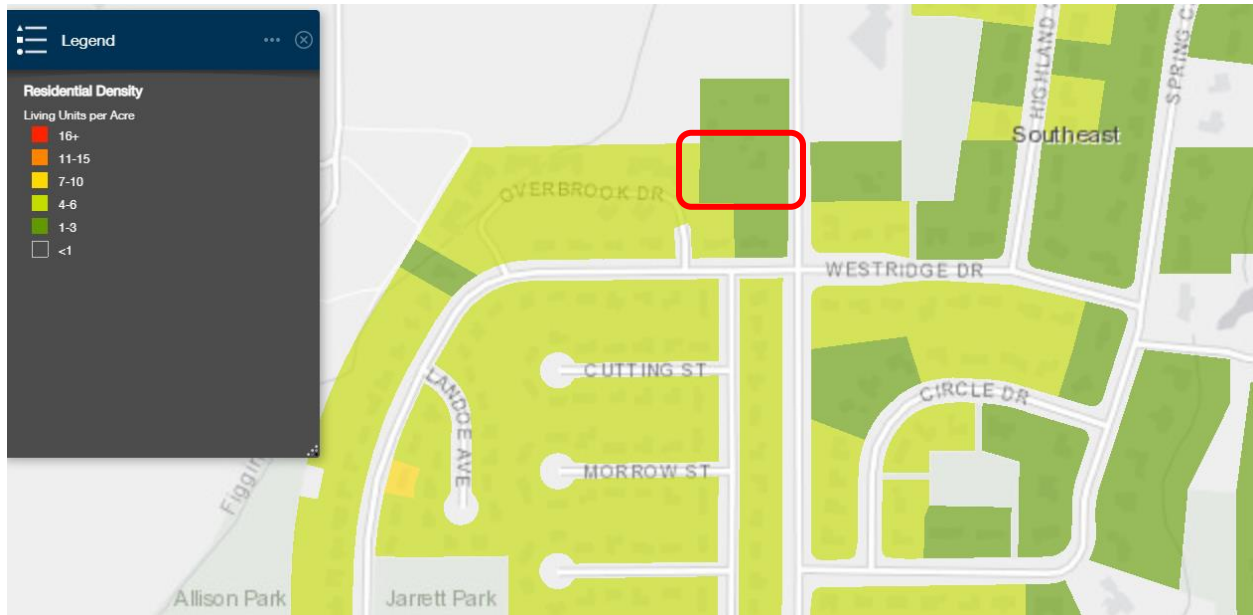 Legend
Residential Density
Living Units per Acre
16+
11-15
7-10
4-6
1-3
<1
HIGHLAND
SPRING C
Southeast
OVERBROOK DR
WESTRIDGE DR
CUTTING ST
LANDOE AVE
CIRCLE DR
MORROW ST
Figgin
Allison Park
Jarrett Park